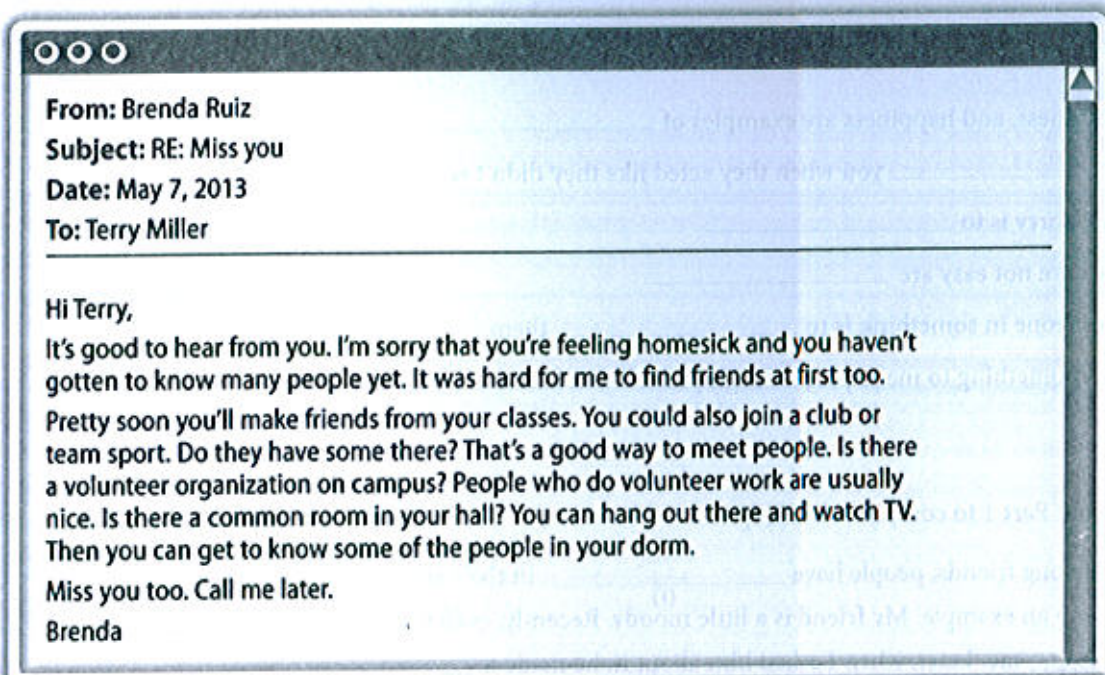 From: Brenda Ruiz
Subject: RE: Miss you
Date: May 7, 2013
To: Terry Miller
Hi Terry,
It's good to hear from you. I'm sorry that you're feeling homesick and you haven't
gotten to know many people yet. It was hard for me to find friends at first too.
Pretty soon you'll make friends from your classes. You could also join a club or
team sport. Do they have some there? That's a good way to meet people. Is there
a volunteer organization on campus? People who do volunteer work are usually
nice. Is there a common room in your hall? You can hang out there and watch TV.
Then you can get to know some of the people in your dorm.
Miss you too. Call me later.
Brenda